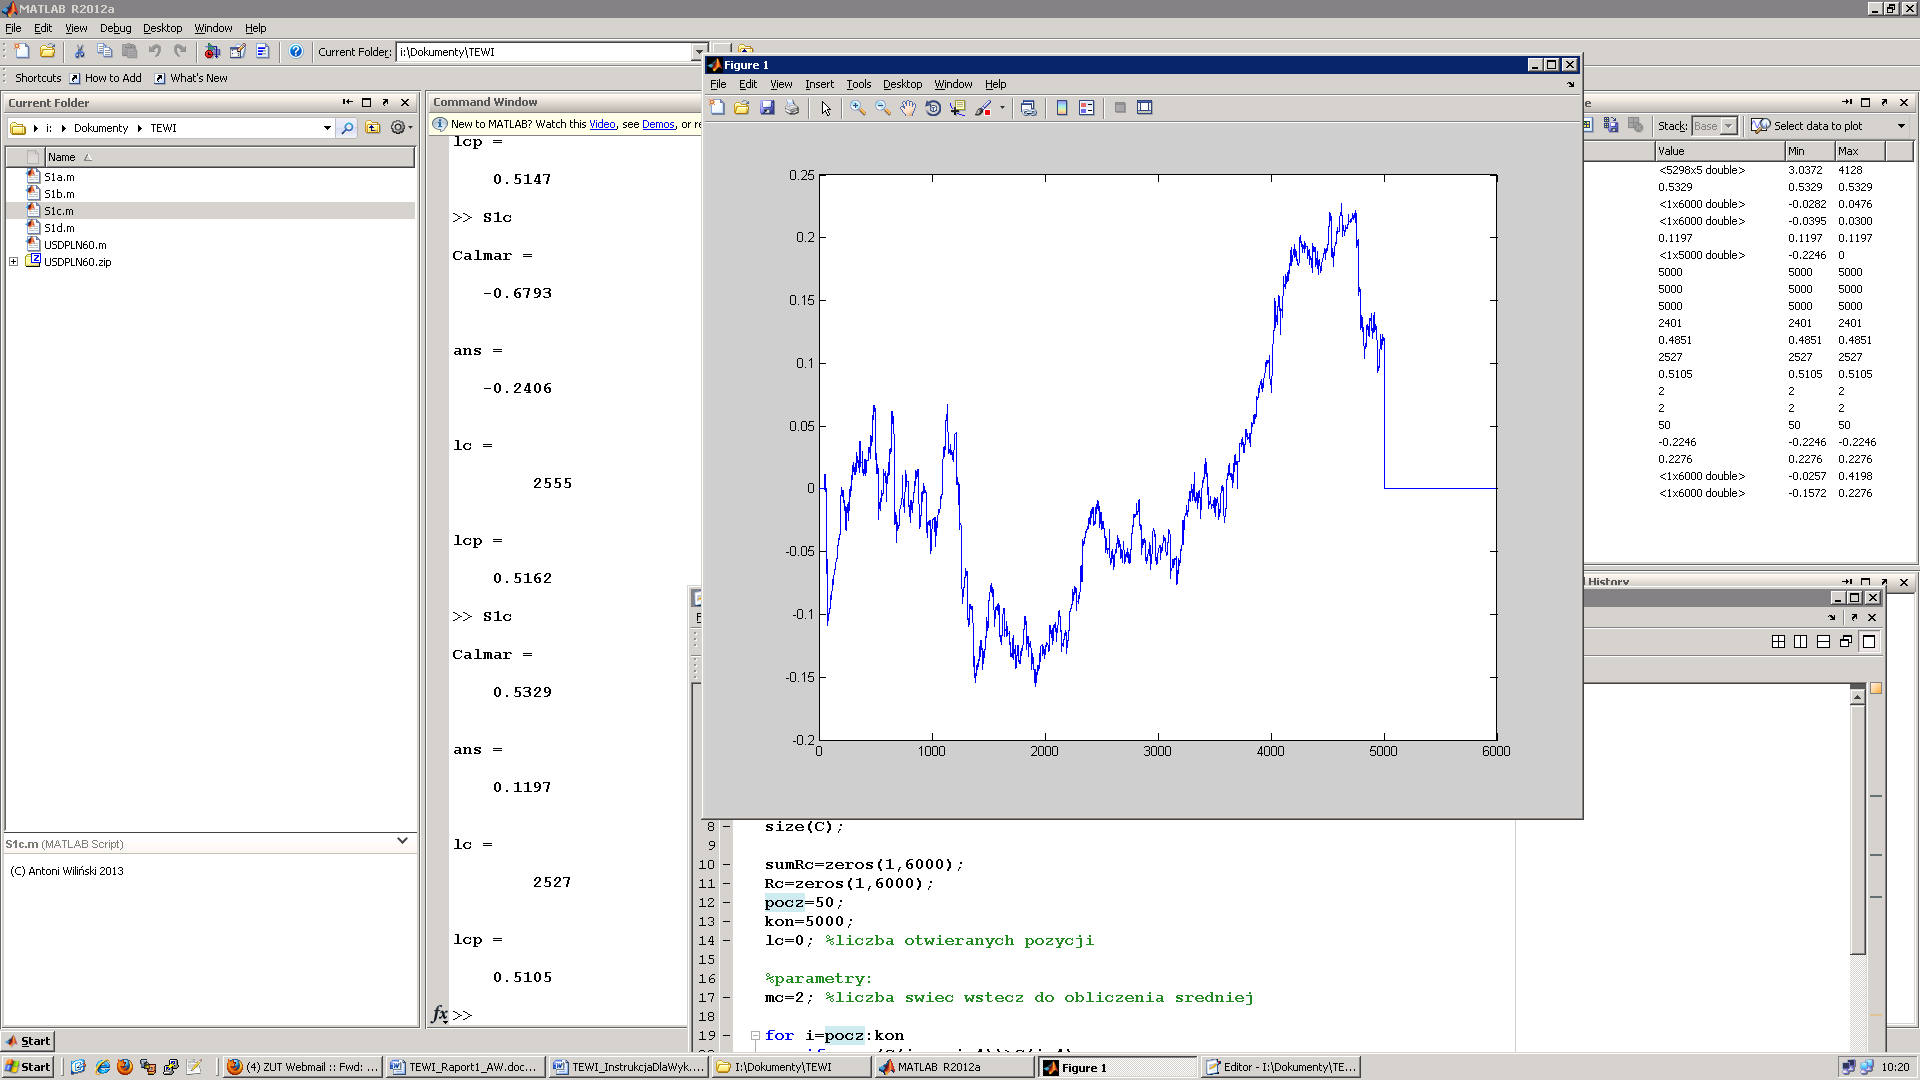 MATLAB R2012a
File Edit View Debug Desktop Window Help
Current Folder: i:\Dokumenty\TEWI
Shortcuts How to Add What's New
Current Folder
i: Dokumenty TEWI
Name
S1a.m
S1b.m
S1c.m
S1d.m
USDPLN60.m
USDPLN60.zip
S1c.m (MATLAB Script)
(C) Antoni Wiliński 2013
Command Window
New to MATLAB? Watch this Video, see Demos, or re
lcp =
0.5147
>> S1c
Calmar =
-0.6793
ans =
-0.2406
lc =
2555
lcp =
0.5162
>> S1c
Calmar =
0.5329
ans =
0.1197
lc =
2527
lcp =
0.5105
fx >>
Figure 1
File Edit View Insert Tools Desktop Window Help
0.25
0.2
0.15
0.1
0.05
0
-0.05
-0.1
-0.15
-0.2
0 1000 2000 3000 4000 5000 6000
Stack: Base Select data to plot
Value Min Max
<5298x5 double> 3.0372 4128
0.5329 0.5329 0.5329
<1x6000 double> -0.0282 0.0476
<1x6000 double> -0.0395 0.0300
0.1197 0.1197 0.1197
<1x5000 double> -0.2246 0
5000 5000 5000
5000 5000 5000
5000 5000 5000
2401 2401 2401
0.4851 0.4851 0.4851
2527 2527 2527
0.5105 0.5105 0.5105
2 2 2
2 2 2
50 50 50
-0.2246 -0.2246 -0.2246
0.2276 0.2276 0.2276
<1x6000 double> -0.0257 0.4198
<1x6000 double> -0.1572 0.2276
History
8 - size(C);
9
10 - sumRc=zeros(1,6000);
11 - Rc=zeros(1,6000);
12 - pocz=50;
13 - kon=5000;
14 - lc=0; %liczba otwieranych pozycji
15
16 %parametry:
17 - mc=2; %liczba swiec wstecz do obliczenia sredniej
18
19 - for i=pocz:kon
Start
Start (4) ZUT Webmail :: Fwd: ... TEWI_Raport1_AW.doc... TEWI_InstrukcjaDlaWyk... I:\Dokumenty\TEWI MATLAB R2012a Figure 1 Editor - I:\Dokumenty\TE... 10:20